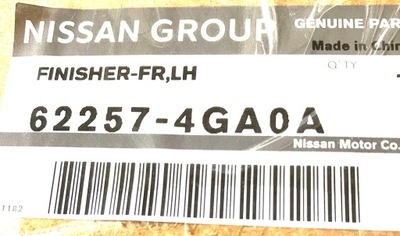 NISSAN GROUP GENUINE PAR
Made in Chin
FINISHER-FR,LH Q'TY
62257-4GA0A
Nissan Motor Co.
1182